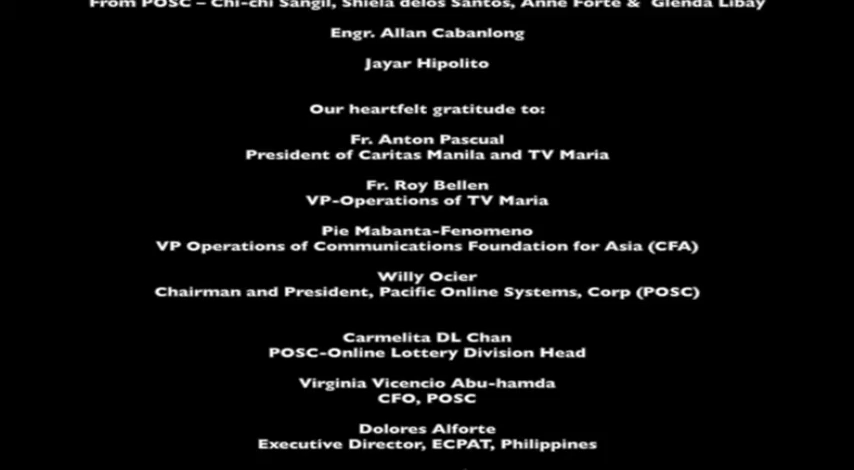 From POSC – Chi-chi Sangil, Shiela delos Santos, Anne Forte & Glenda Libay
Engr. Allan Cabanlong
Jayar Hipolito
Our heartfelt gratitude to:
Fr. Anton Pascual
President of Caritas Manila and TV Maria
Fr. Roy Bellen
VP-Operations of TV Maria
Pie Mabanta-Fenomeno
VP Operations of Communications Foundation for Asia (CFA)
Willy Ocier
Chairman and President, Pacific Online Systems, Corp (POSC)
Carmelita DL Chan
POSC-Online Lottery Division Head
Virginia Vicencio Abu-hamda
CFO, POSC
Dolores Alforte
Executive Director, ECPAT, Philippines